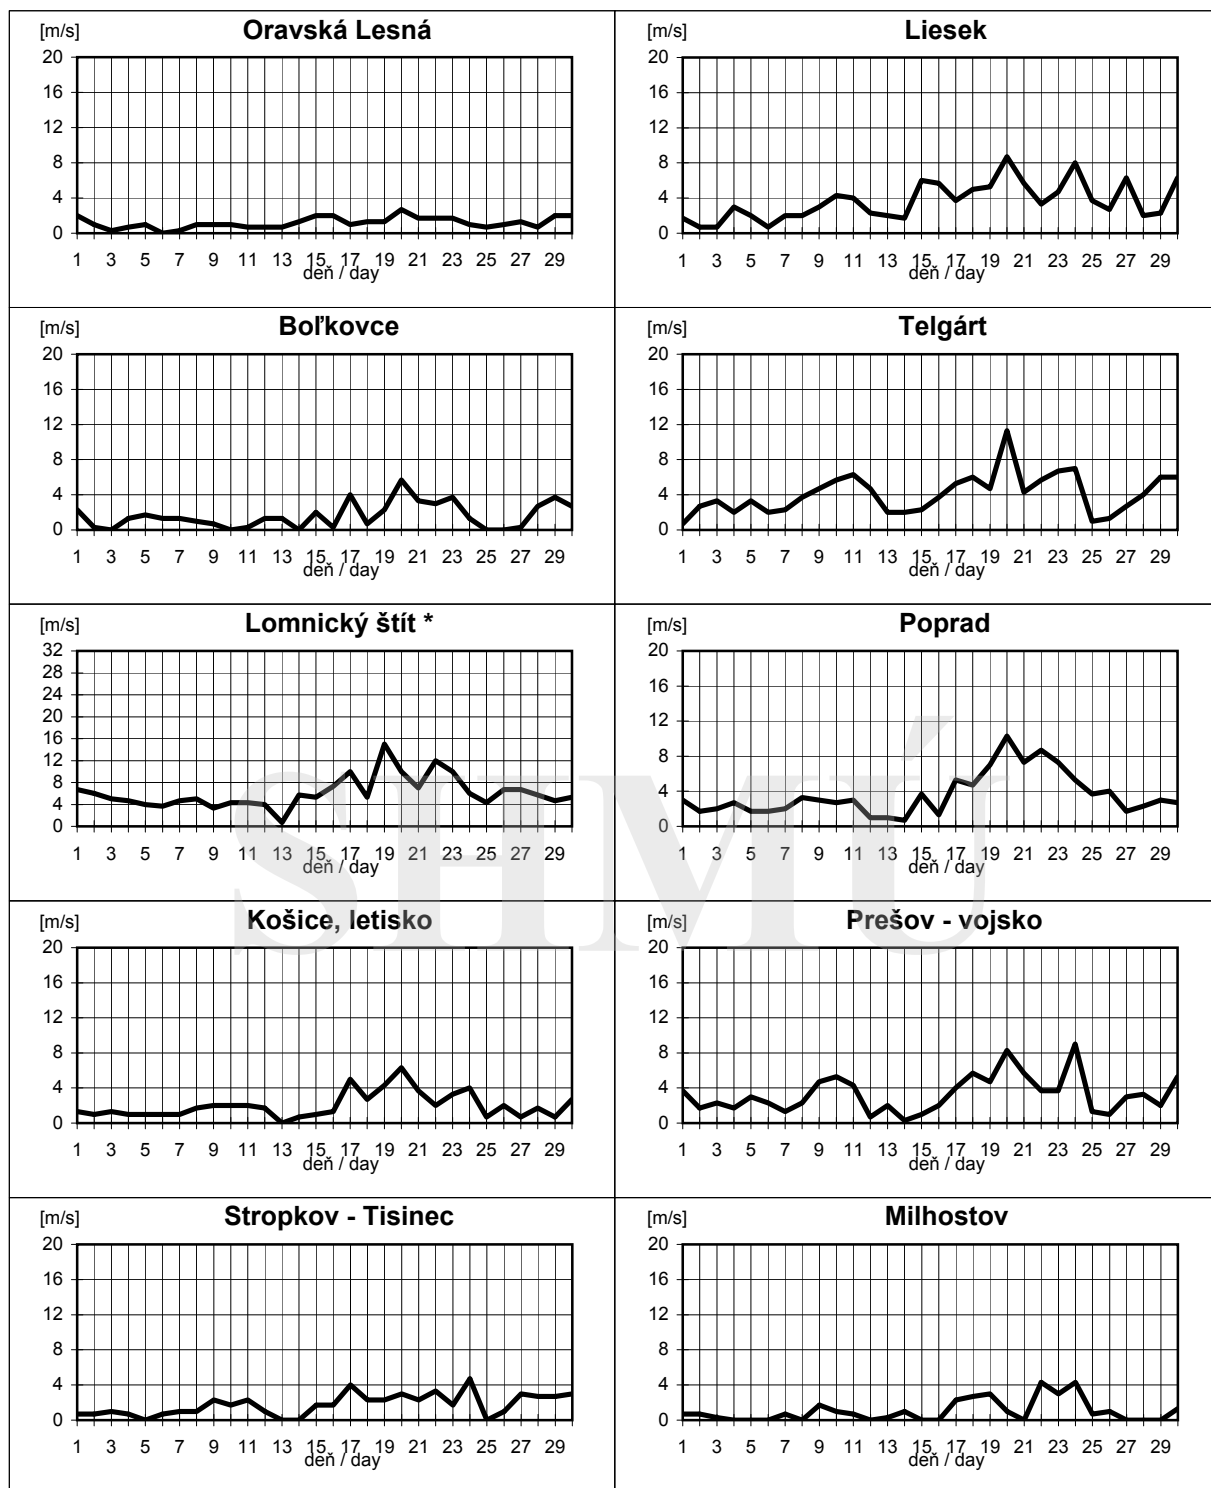 [m/s] Oravská Lesná
20
16
12
8
4
0
1 3 5 7 9 11 13 15 17 19 21 23 25 27 29
deň / day
[m/s] Liesek
20
16
12
8
4
0
1 3 5 7 9 11 13 15 17 19 21 23 25 27 29
deň / day
[m/s] Boľkovce
20
16
12
8
4
0
1 3 5 7 9 11 13 15 17 19 21 23 25 27 29
deň / day
[m/s] Telgárt
20
16
12
8
4
0
1 3 5 7 9 11 13 15 17 19 21 23 25 27 29
deň / day
[m/s] Lomnický štít *
32
28
24
20
16
12
8
4
0
1 3 5 7 9 11 13 15 17 19 21 23 25 27 29
deň / day
[m/s] Poprad
20
16
12
8
4
0
1 3 5 7 9 11 13 15 17 19 21 23 25 27 29
deň / day
SHMÚ
[m/s] Košice, letisko
20
16
12
8
4
0
1 3 5 7 9 11 13 15 17 19 21 23 25 27 29
deň / day
[m/s] Prešov - vojsko
20
16
12
8
4
0
1 3 5 7 9 11 13 15 17 19 21 23 25 27 29
deň / day
[m/s] Stropkov - Tisinec
20
16
12
8
4
0
1 3 5 7 9 11 13 15 17 19 21 23 25 27 29
deň / day
[m/s] Milhostov
20
16
12
8
4
0
1 3 5 7 9 11 13 15 17 19 21 23 25 27 29
deň / day